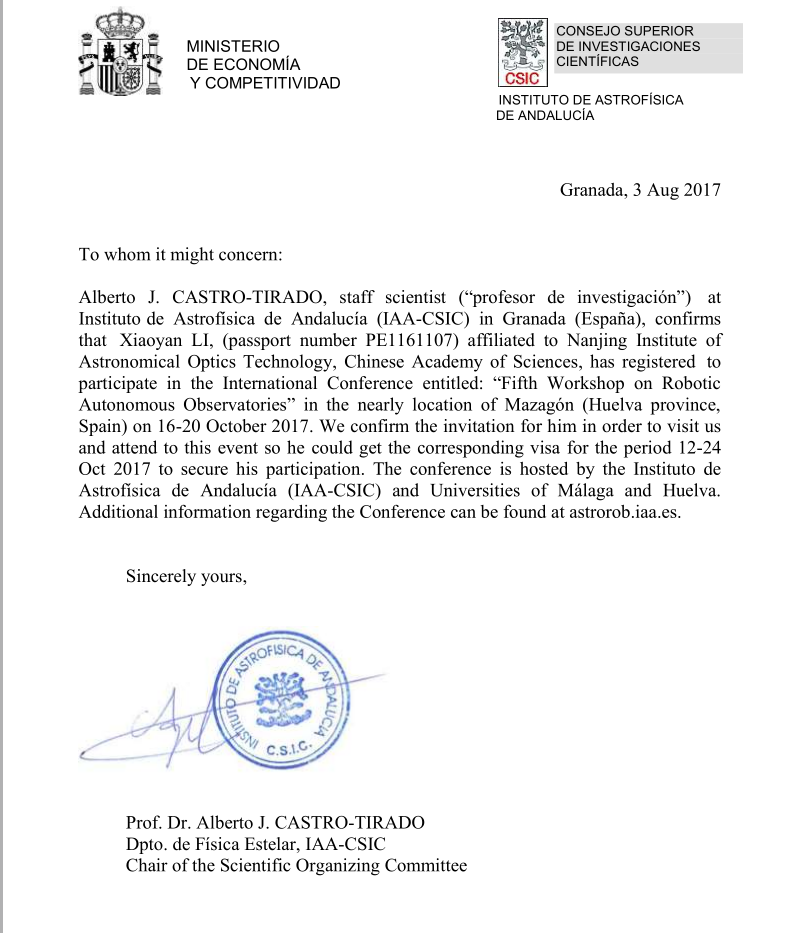 MINISTERIO
DE ECONOMÍA
Y COMPETITIVIDAD
CSIC
CONSEJO SUPERIOR
DE INVESTIGACIONES
CIENTÍFICAS
INSTITUTO DE ASTROFÍSICA
DE ANDALUCÍA
Granada, 3 Aug 2017
To whom it might concern:
Alberto J. CASTRO-TIRADO, staff scientist (“profesor de investigación”) at
Instituto de Astrofísica de Andalucía (IAA-CSIC) in Granada (España), confirms
that Xiaoyan LI, (passport number PE1161107) affiliated to Nanjing Institute of
Astronomical Optics Technology, Chinese Academy of Sciences, has registered to
participate in the International Conference entitled: “Fifth Workshop on Robotic
Autonomous Observatories” in the nearly location of Mazagón (Huelva province,
Spain) on 16-20 October 2017. We confirm the invitation for him in order to visit us
and attend to this event so he could get the corresponding visa for the period 12-24
Oct 2017 to secure his participation. The conference is hosted by the Instituto de
Astrofísica de Andalucía (IAA-CSIC) and Universities of Málaga and Huelva.
Additional information regarding the Conference can be found at astrorob.iaa.es.
Sincerely yours,
INSTITUTO DE ASTROFISICA DE ANDALUCIA
C.S.I.C.
Prof. Dr. Alberto J. CASTRO-TIRADO
Dpto. de Física Estelar, IAA-CSIC
Chair of the Scientific Organizing Committee